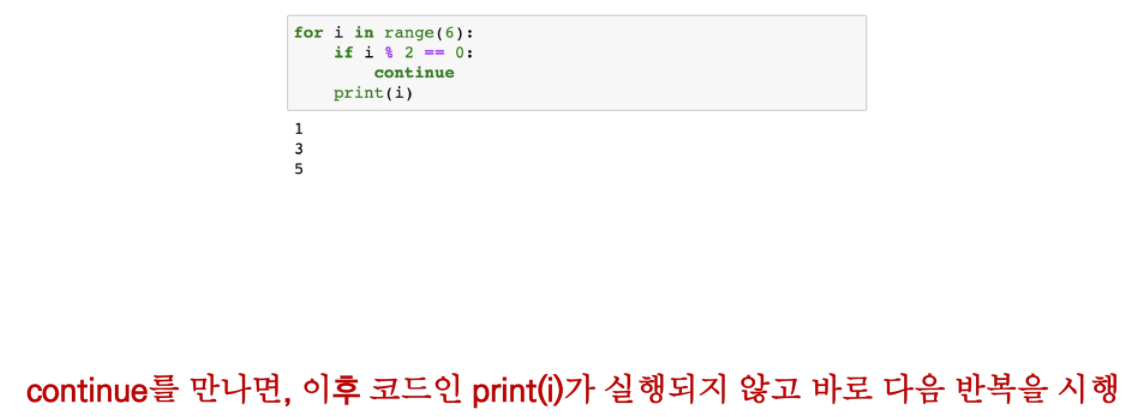 for i in range(6):
    if i % 2 == 0:
        continue
    print(i)
1
3
5
continue를 만나면, 이후 코드인 print(i)가 실행되지 않고 바로 다음 반복을 시행